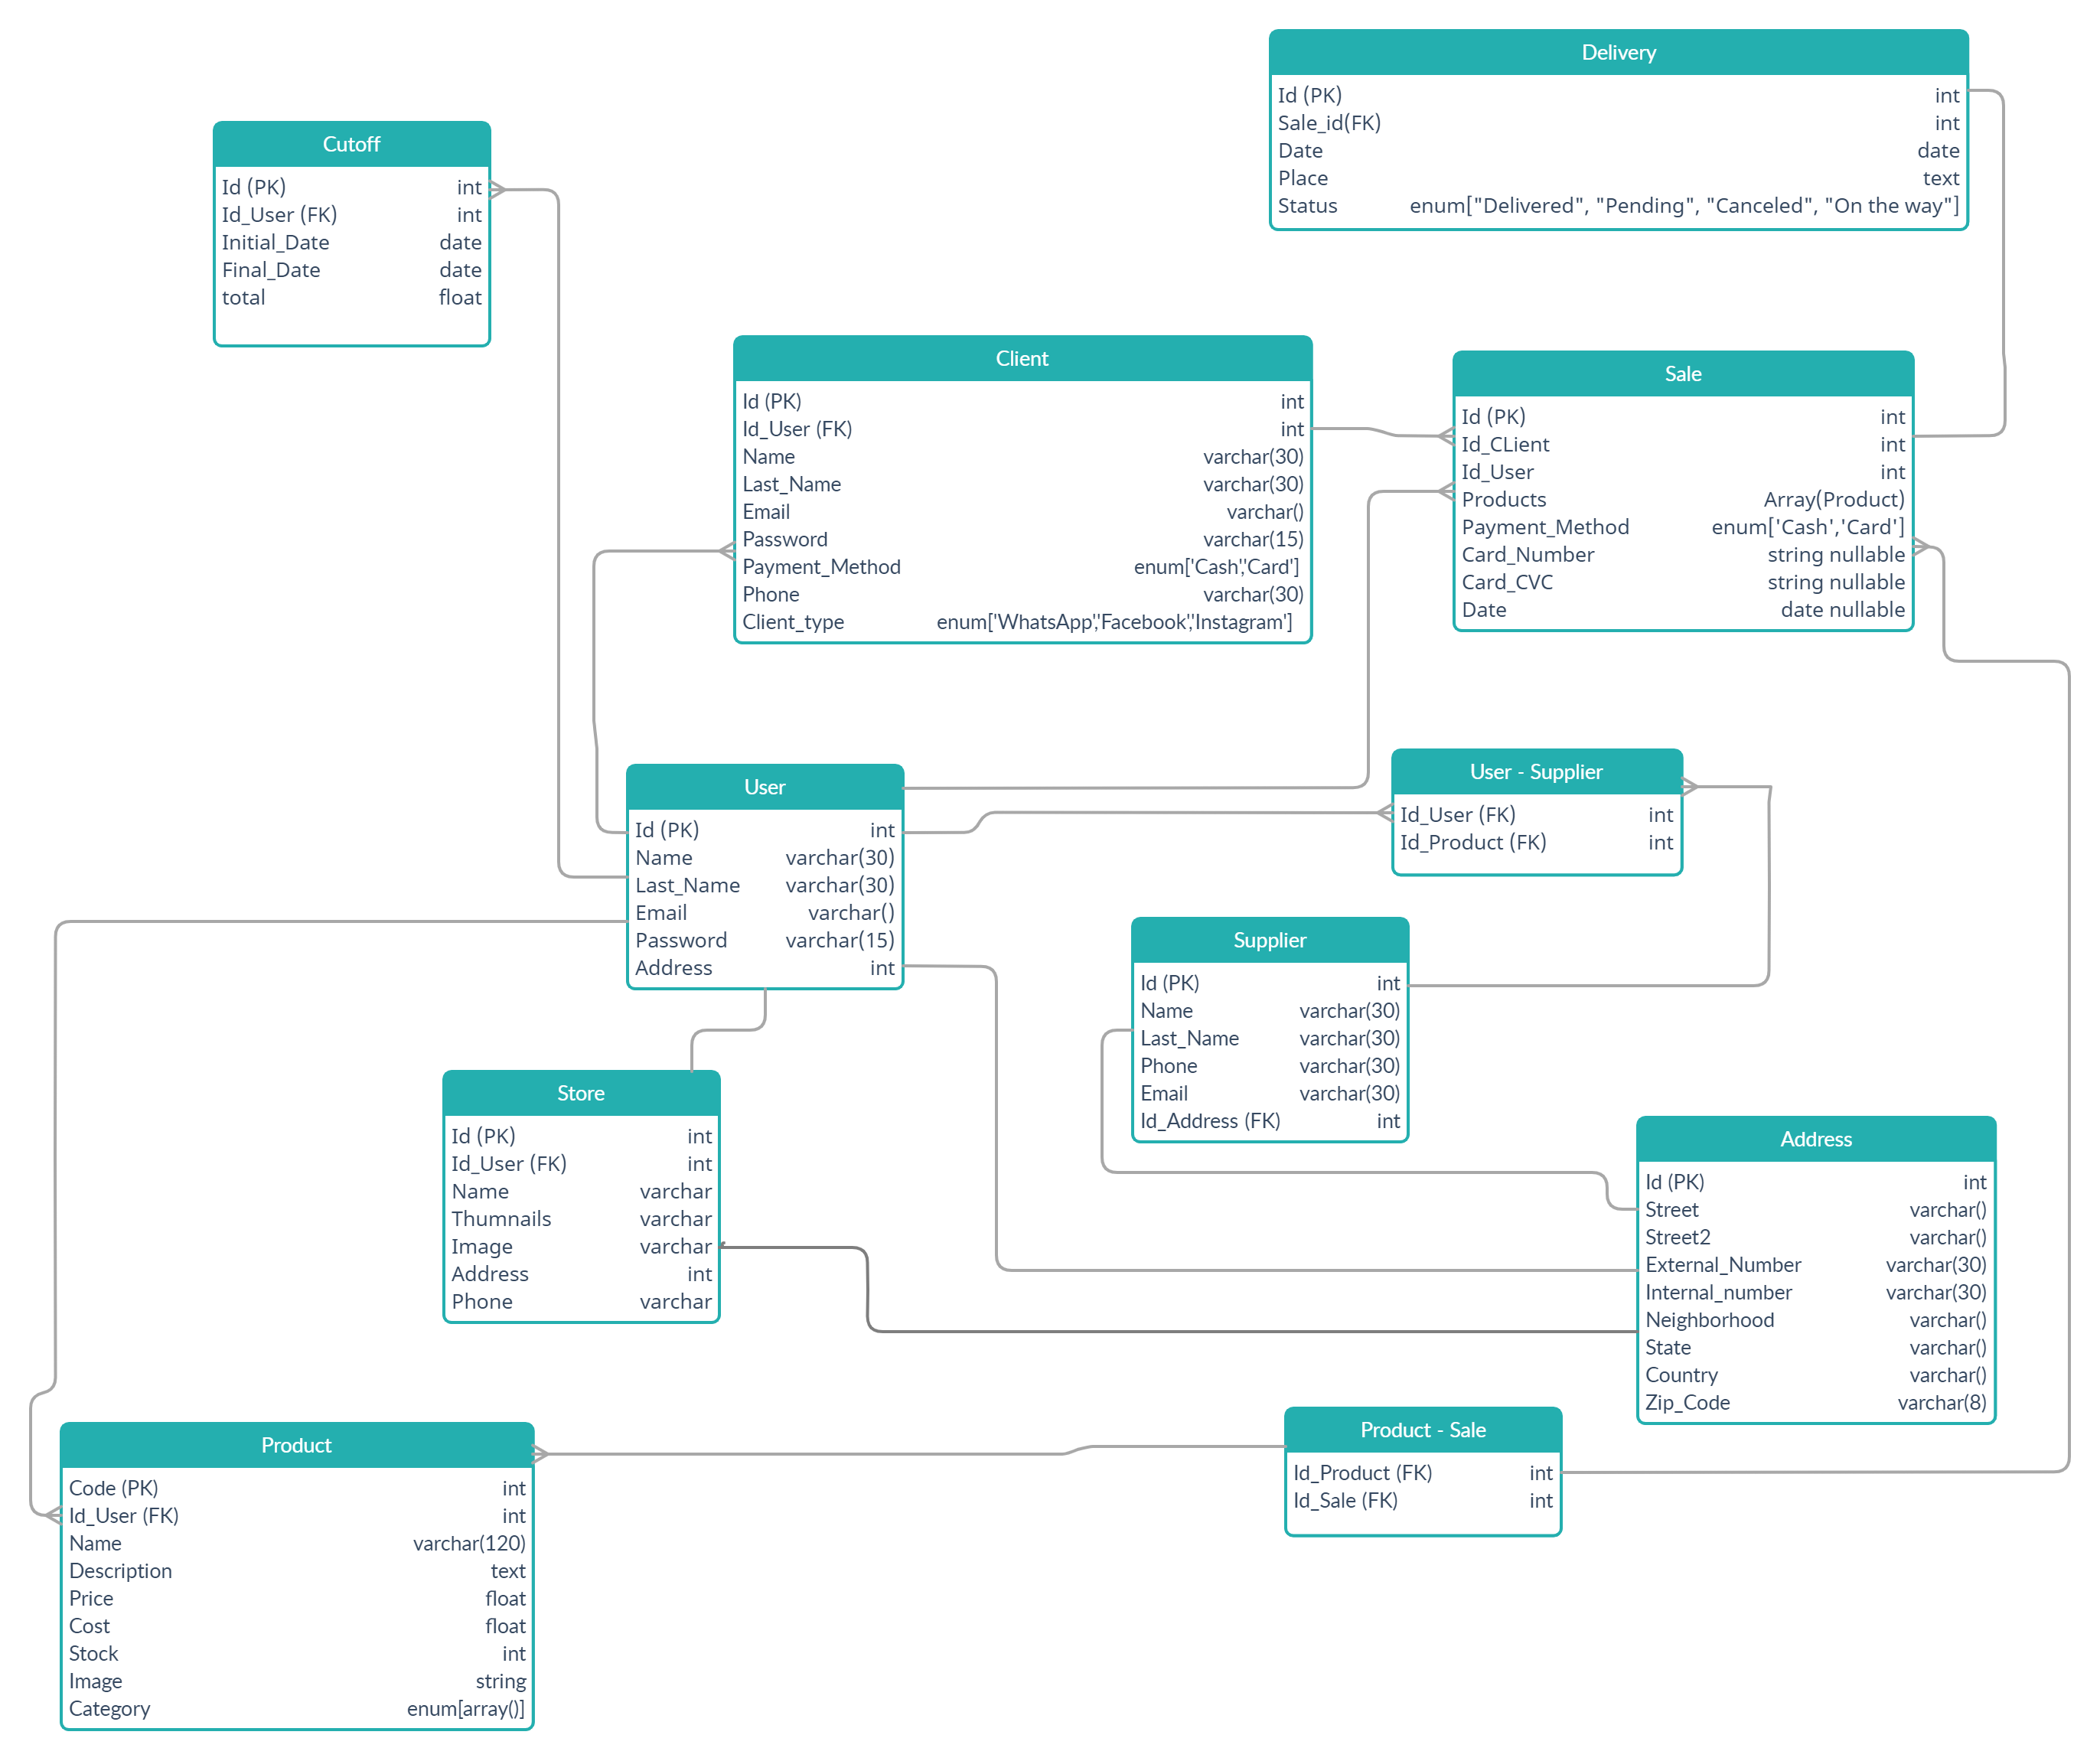 Delivery
Id (PK) int
Sale_id(FK) int
Date date
Place text
Status enum["Delivered", "Pending", "Canceled", "On the way"]
Cutoff
Id (PK) int
Id_User (FK) int
Initial_Date date
Final_Date date
total float
Client
Id (PK) int
Id_User (FK) int
Name varchar(30)
Last_Name varchar(30)
Email varchar()
Password varchar(15)
Payment_Method enum['Cash','Card']
Phone varchar(30)
Client_type enum['WhatsApp','Facebook','Instagram']
Sale
Id (PK) int
Id_CLient int
Id_User int
Products Array(Product)
Payment_Method enum['Cash','Card']
Card_Number string nullable
Card_CVC string nullable
Date date nullable
User
Id (PK) int
Name varchar(30)
Last_Name varchar(30)
Email varchar()
Password varchar(15)
Address int
User - Supplier
Id_User (FK) int
Id_Product (FK) int
Supplier
Id (PK) int
Name varchar(30)
Last_Name varchar(30)
Phone varchar(30)
Email varchar(30)
Id_Address (FK) int
Store
Id (PK) int
Id_User (FK) int
Name varchar
Thumnails varchar
Image varchar
Address int
Phone varchar
Address
Id (PK) int
Street varchar()
Street2 varchar()
External_Number varchar(30)
Internal_number varchar(30)
Neighborhood varchar()
State varchar()
Country varchar()
Zip_Code varchar(8)
Product
Code (PK) int
Id_User (FK) int
Name varchar(120)
Description text
Price float
Cost float
Stock int
Image string
Category enum[array()]
Product - Sale
Id_Product (FK) int
Id_Sale (FK) int